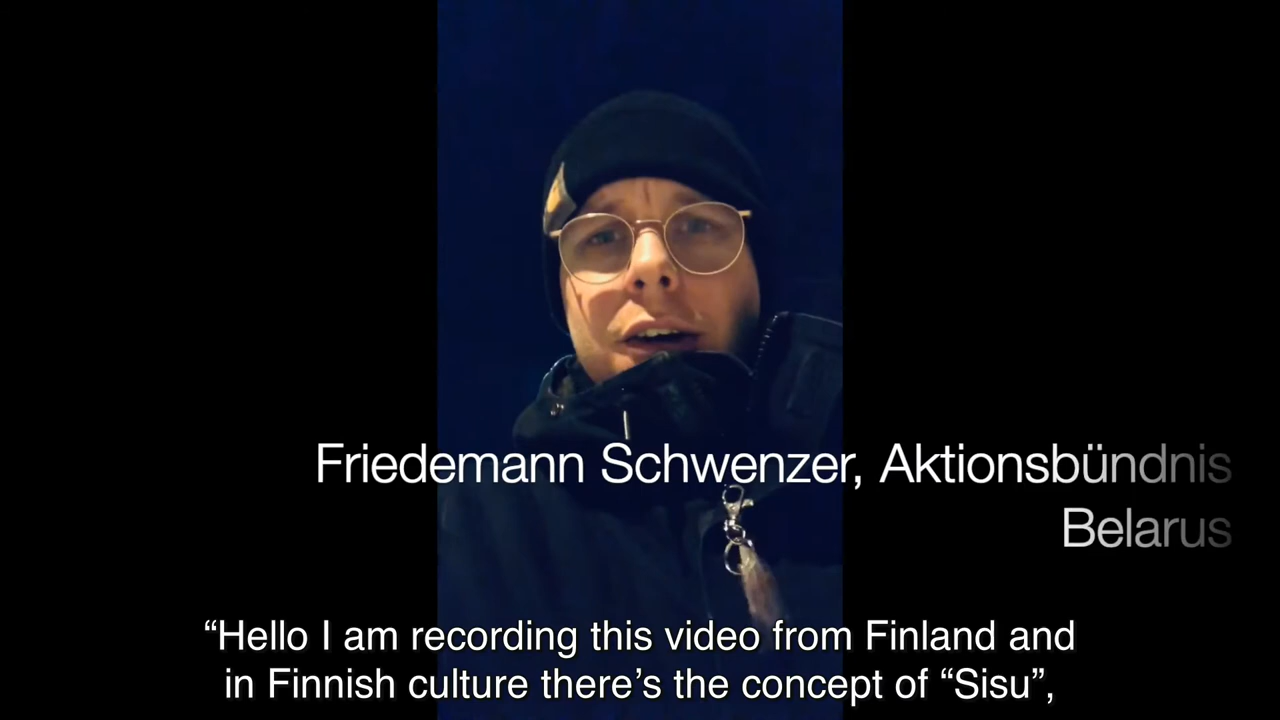 Friedemann Schwenzer, Aktionsbündnis
Belarus
“Hello I am recording this video from Finland and
in Finnish culture there’s the concept of “Sisu”,